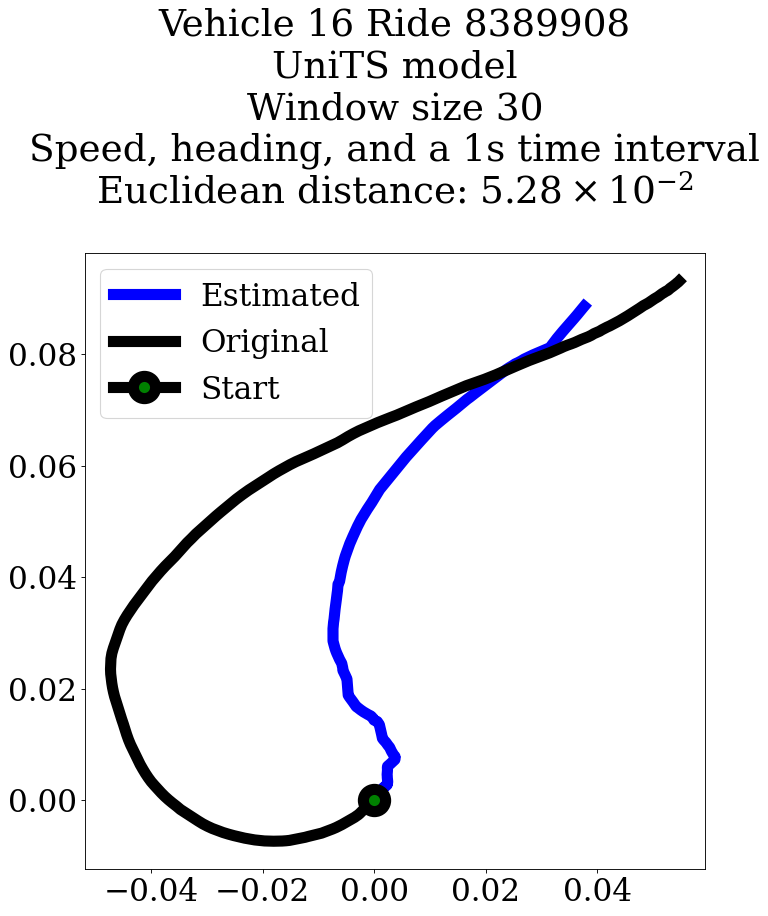 Vehicle 16 Ride 8389908
UniTS model
Window size 30
Speed, heading, and a 1s time interval
Euclidean distance: 5.28 × 10⁻²
Estimated
Original
Start
0.08
0.06
0.04
0.02
0.00
−0.04 −0.02 0.00 0.02 0.04